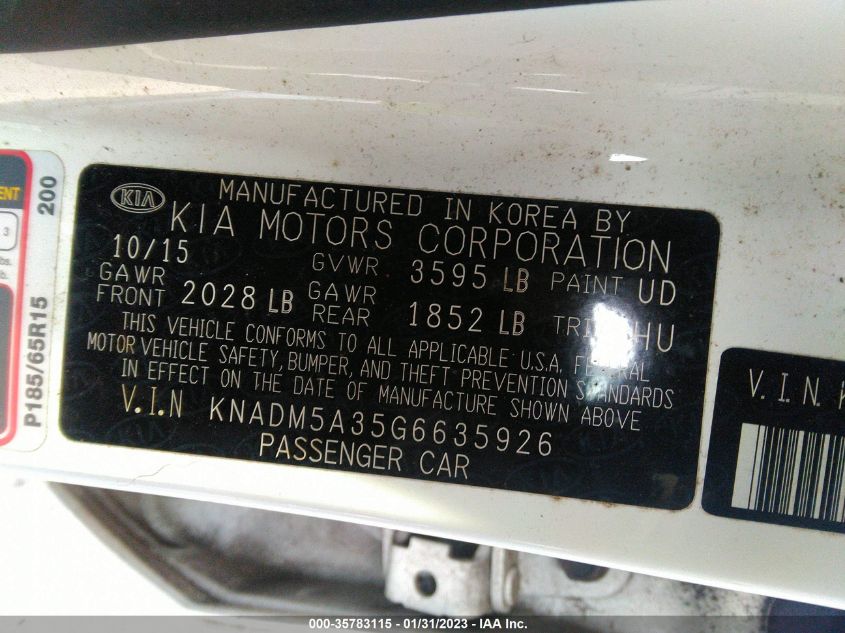 KIA
MANUFACTURED IN KOREA BY
KIA MOTORS CORPORATION
10/15 GVWR 3595 LB PAINT UD
GAWR FRONT 2028 LB GAWR REAR 1852 LB HU
THIS VEHICLE CONFORMS TO ALL APPLICABLE U.S.A. FEDERAL
MOTOR VEHICLE SAFETY, BUMPER, AND THEFT PREVENTION STANDARDS
IN EFFECT ON THE DATE OF MANUFACTURE SHOWN ABOVE
V.I.N KNADM5A35G6635926
PASSENGER CAR
3
P185/65R15 200
V.I.N. K
000-35783115 - 01/31/2023 - IAA Inc.